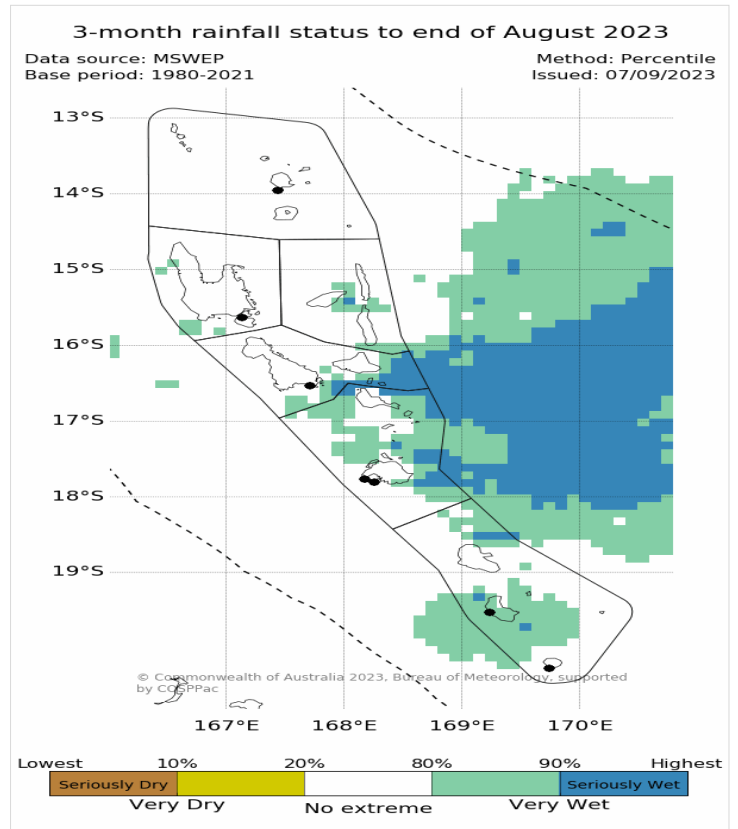 3-month rainfall status to end of August 2023
Data source: MSWEP
Method: Percentile
Base period: 1980-2021
Issued: 07/09/2023
13°S
14°S
15°S
16°S
17°S
18°S
19°S
© Commonwealth of Australia 2023, Bureau of Meteorology, supported
by COSPPac
167°E 168°E 169°E 170°E
Lowest 10% 20% 80% 90% Highest
Seriously Dry Seriously Wet
Very Dry No extreme Very Wet